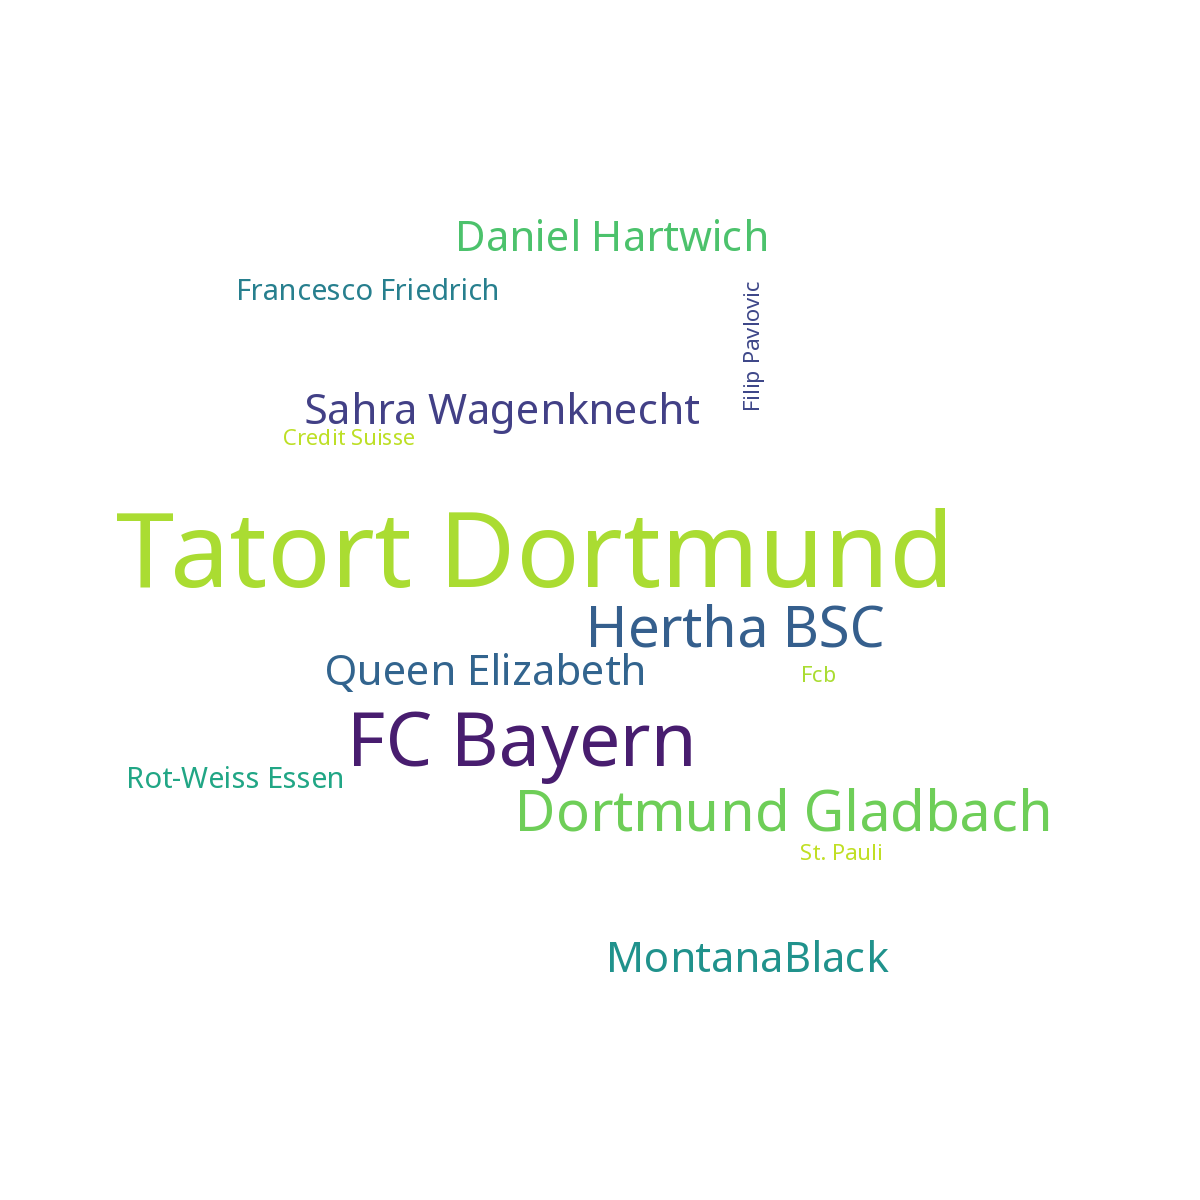 Daniel Hartwich
Francesco Friedrich
Filip Pavlovic
Sahra Wagenknecht
Credit Suisse
Tatort Dortmund
Hertha BSC
Queen Elizabeth
Fcb
FC Bayern
Rot-Weiss Essen
Dortmund Gladbach
St. Pauli
MontanaBlack